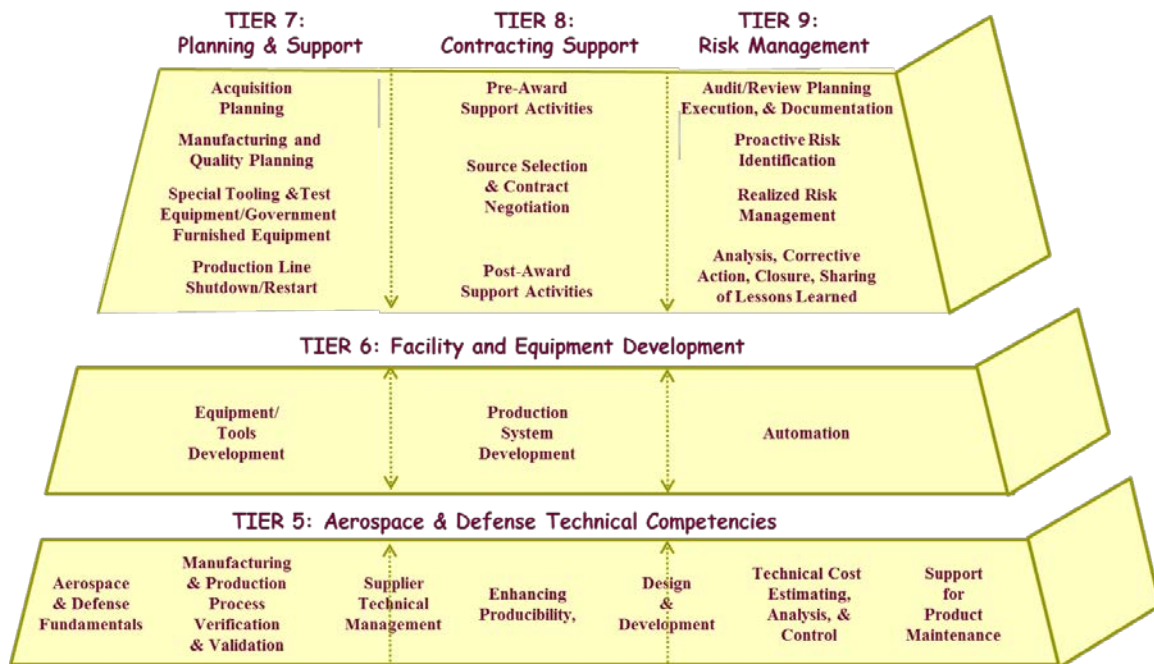 TIER 7:
Planning & Support
TIER 8:
Contracting Support
TIER 9:
Risk Management
Acquisition
Planning
Manufacturing and
Quality Planning
Special Tooling &Test
Equipment/Government
Furnished Equipment
Production Line
Shutdown/Restart
Pre-Award
Support Activities
Source Selection
& Contract
Negotiation
Post-Award
Support Activities
Audit/Review Planning
Execution, & Documentation
Proactive Risk
Identification
Realized Risk
Management
Analysis, Corrective
Action, Closure, Sharing
of Lessons Learned
TIER 6: Facility and Equipment Development
Equipment/
Tools
Development
Production
System
Development
Automation
TIER 5: Aerospace & Defense Technical Competencies
Aerospace
& Defense
Fundamentals
Manufacturing
& Production
Process
Verification
& Validation
Supplier
Technical
Management
Enhancing
Producibility,
Design
&
Development
Technical Cost
Estimating,
Analysis, &
Control
Support
for
Product
Maintenance